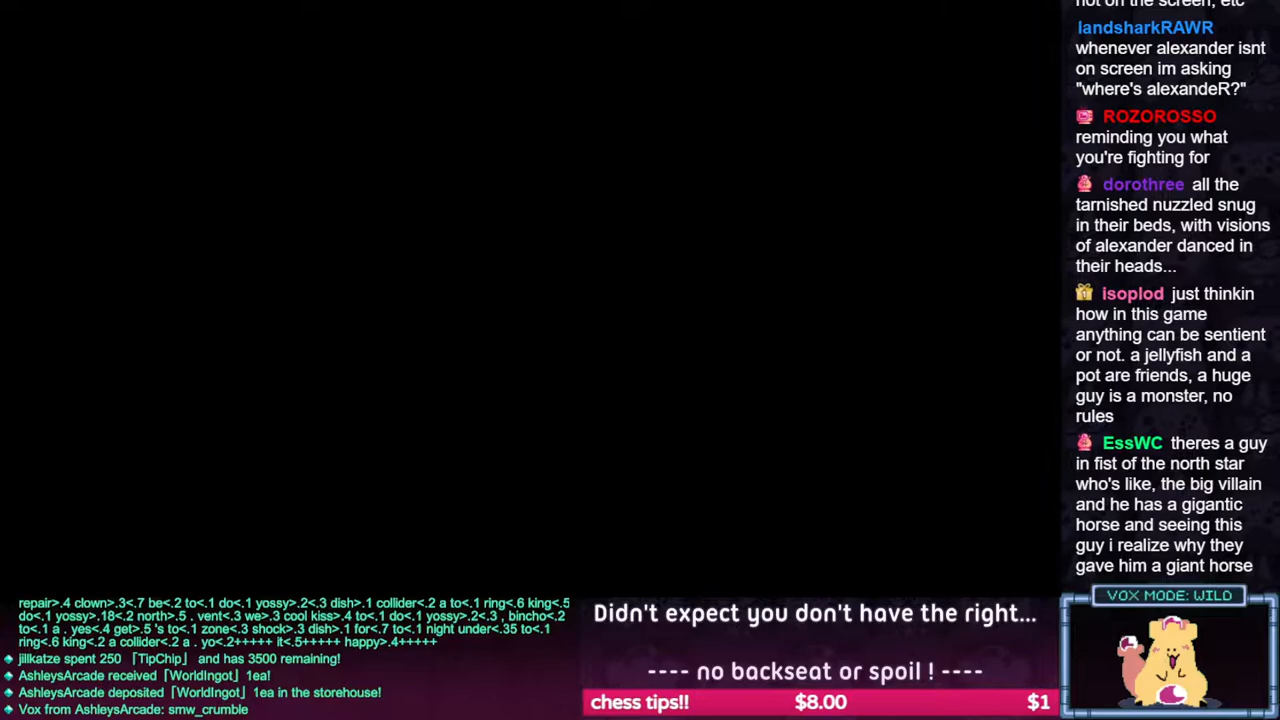 not on the screen, etc
landsharkRAWR
whenever alexander isnt
on screen im asking
"where's alexandeR?"
ROZOROSSO
reminding you what
you're fighting for
dorothree all the
tarnished nuzzled snug
in their beds, with visions
of alexander danced in
their heads...
isoplod just thinkin
how in this game
anything can be sentient
or not. a jellyfish and a
pot are friends, a huge
guy is a monster, no
rules
EssWC theres a guy
in fist of the north star
who's like, the big villain
and he has a gigantic
horse and seeing this
guy i realize why they
gave him a giant horse
repair>.4 clown>.3<.7 be<.2 to<.1 do<.1 yossy>.2<.3 dish>.1 collider<.2 a to<.1 ring<.6 king<.5
do<.1 yossy>.18<.2 north>.5 . vent<.3 we>.3 cool kiss>.4 to<.1 do<.1 yossy>.2<.3 , bincho<.2
to<.1 a . yes<.4 get>.5 's to<.1 zone<.3 shock>.3 dish>.1 for<.7 to<.1 night under<.35 to<.1
ring<.6 king<.2 a collider<.2 a . yo<.2+++++ it<.5+++++ happy>.4+++++
jillkatze spent 250 「TipChip」 and has 3500 remaining!
AshleysArcade received「WorldIngot」1ea!
AshleysArcade deposited「WorldIngot」1ea in the storehouse!
Vox from AshleysArcade: smw_crumble
Didn't expect you don't have the right...
---- no backseat or spoil ! ----
chess tips!! $8.00 $1
VOX MODE: WILD